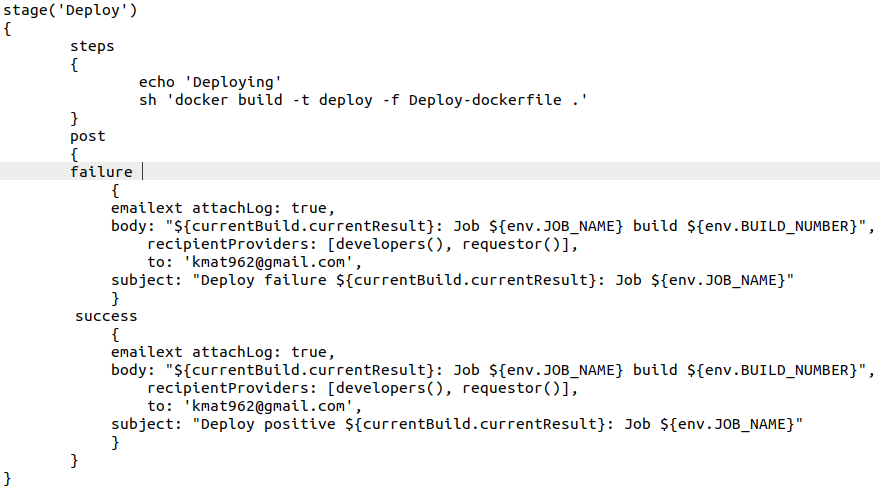 stage('Deploy')
{
        steps
        {
                echo 'Deploying'
                sh 'docker build -t deploy -f Deploy-dockerfile .'
        }
        post
        {
        failure
             {
             emailext attachLog: true,
             body: "${currentBuild.currentResult}: Job ${env.JOB_NAME} build ${env.BUILD_NUMBER}",
                 recipientProviders: [developers(), requestor()],
                 to: 'kmat962@gmail.com',
             subject: "Deploy failure ${currentBuild.currentResult}: Job ${env.JOB_NAME}"
             }
         success
             {
             emailext attachLog: true,
             body: "${currentBuild.currentResult}: Job ${env.JOB_NAME} build ${env.BUILD_NUMBER}",
                 recipientProviders: [developers(), requestor()],
                 to: 'kmat962@gmail.com',
             subject: "Deploy positive ${currentBuild.currentResult}: Job ${env.JOB_NAME}"
             }
        }
}